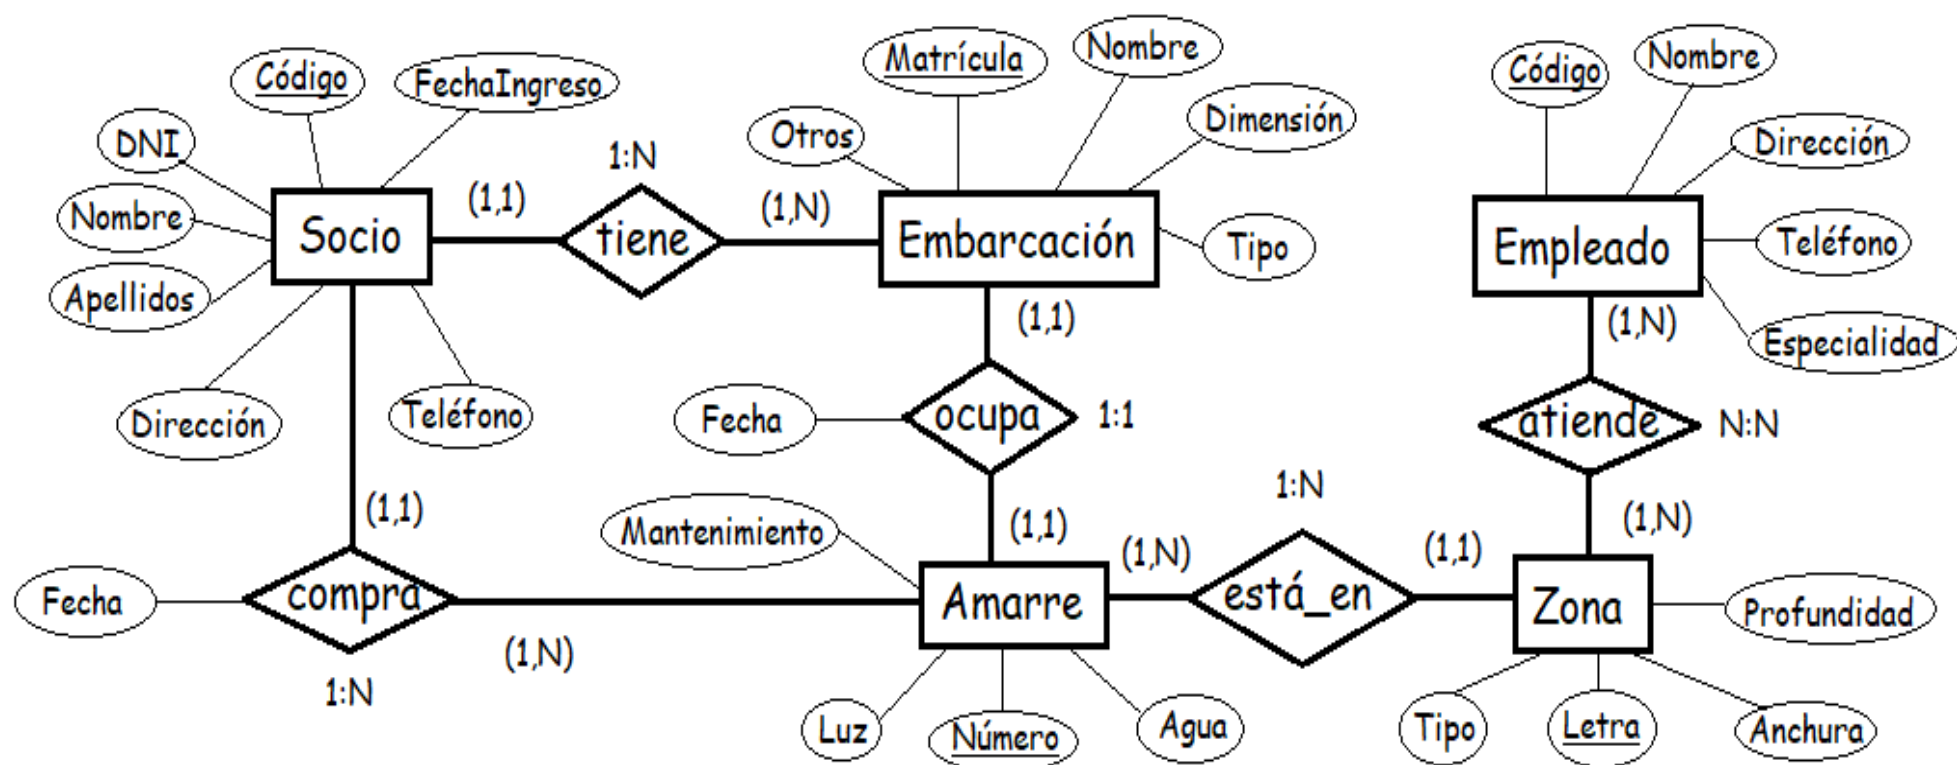 Código
FechaIngreso
DNI
Nombre
Apellidos
Dirección
Teléfono
Socio
(1,1)
1:N
tiene
(1,N)
Matrícula
Nombre
Otros
Dimensión
Embarcación
Tipo
Código
Nombre
Dirección
Empleado
Teléfono
Especialidad
(1,1)
Fecha
ocupa
1:1
(1,N)
atiende
N:N
(1,1)
Fecha
compra
1:N
(1,N)
Mantenimiento
(1,1)
Amarre
Luz
Número
Agua
(1,N)
1:N
está_en
(1,1)
(1,N)
Zona
Profundidad
Tipo
Letra
Anchura